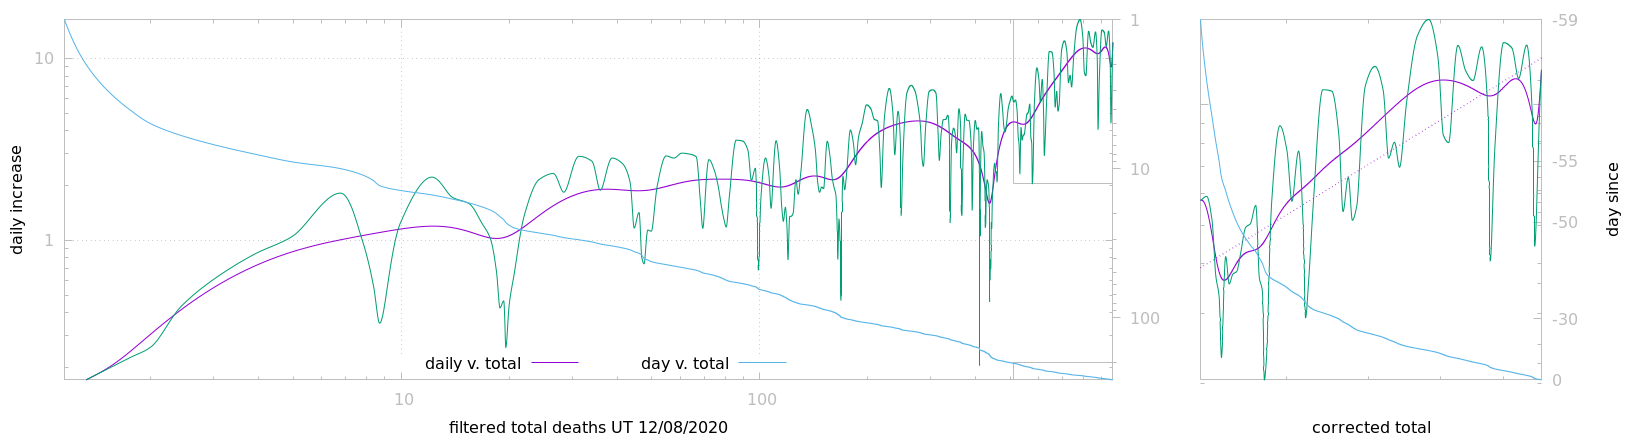 10
1
daily increase
daily v. total
day v. total
10
100
filtered total deaths UT 12/08/2020
1
10
100
-59
-55
-50
-30
0
day since
corrected total